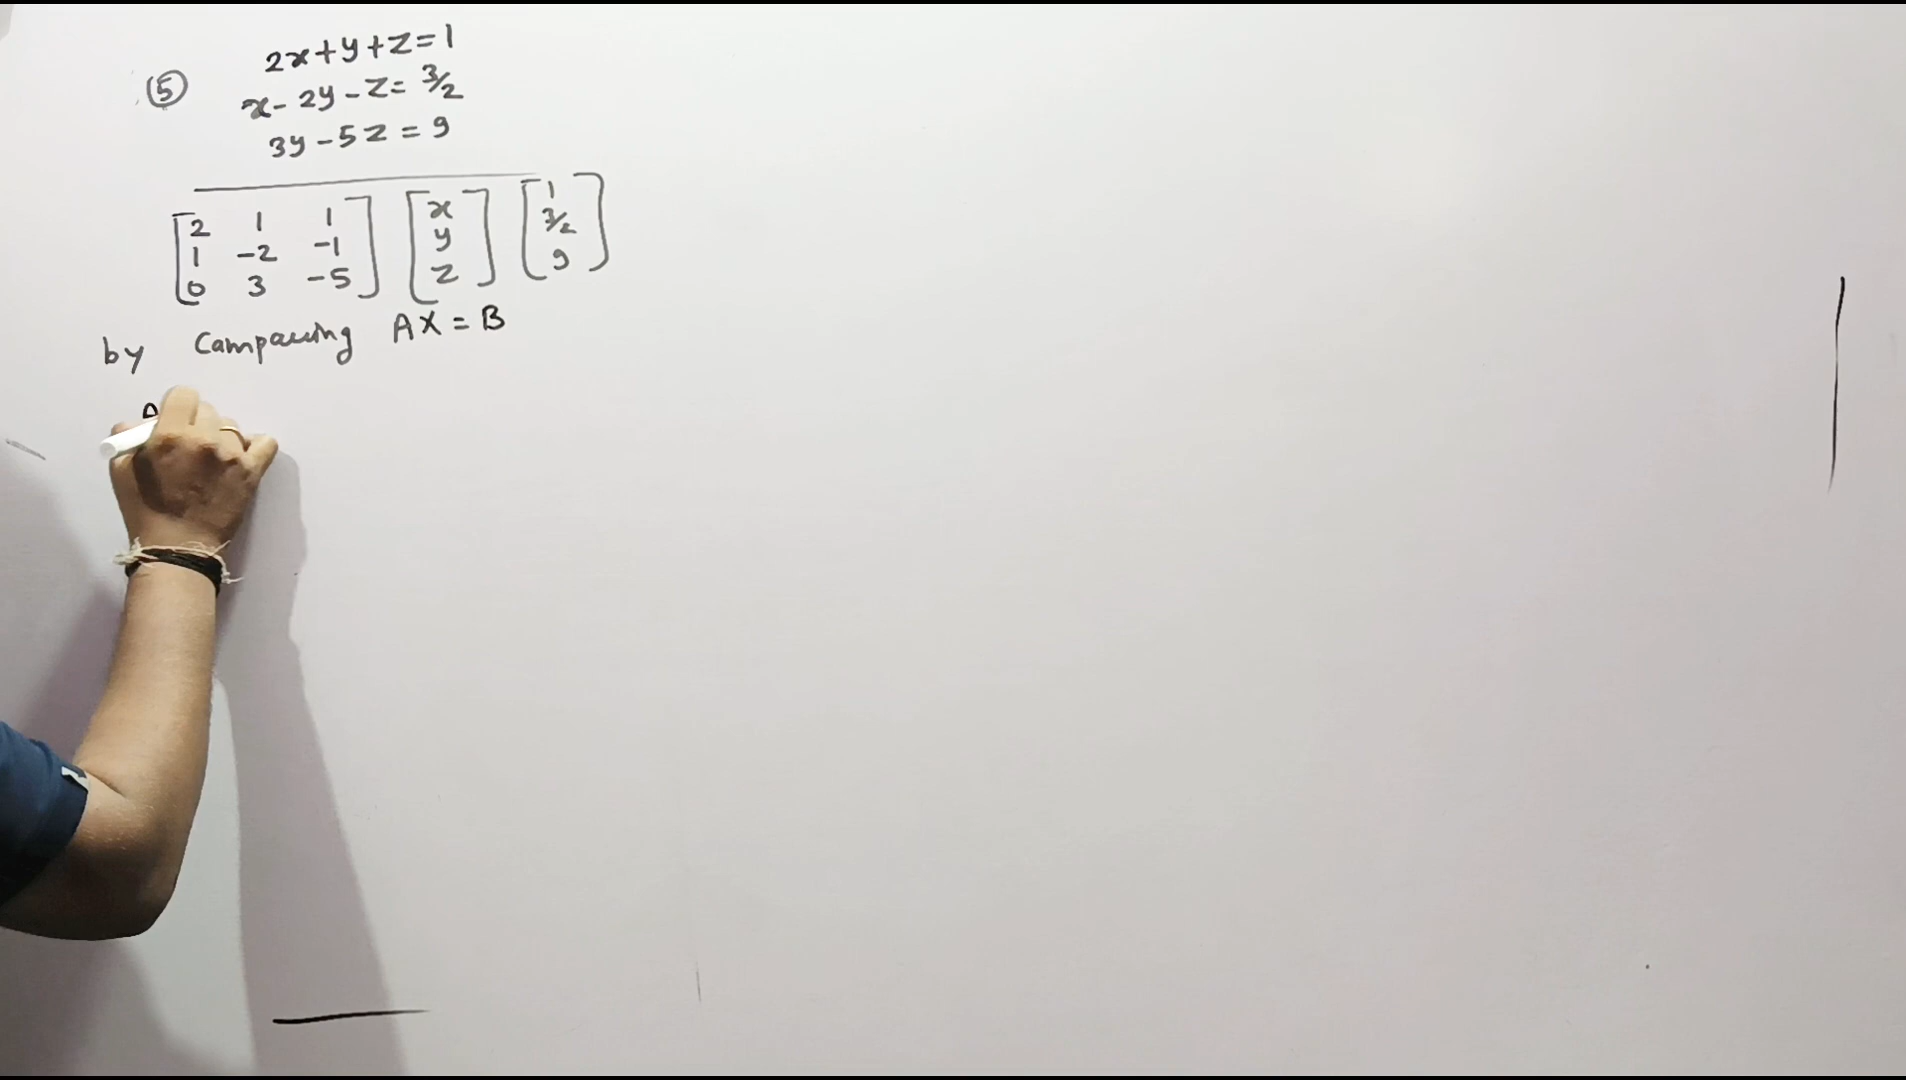 ⑤
2x+y+z=1
x-2y-z=3/2
3y-5z=9
[2 1 1] [x] [1]
[1 -2 -1] [y] [3/2]
[0 3 -5] [z] [9]
by Camparing AX=B
A